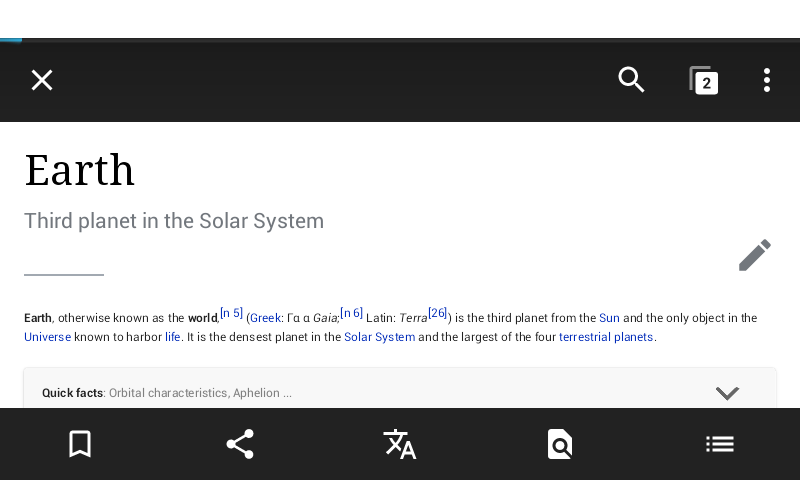 2
Earth
Third planet in the Solar System
Earth, otherwise known as the world,[n 5] (Greek: Γα α Gaia;[n 6] Latin: Terra[26]) is the third planet from the Sun and the only object in the
Universe known to harbor life. It is the densest planet in the Solar System and the largest of the four terrestrial planets.
Quick facts: Orbital characteristics, Aphelion ...